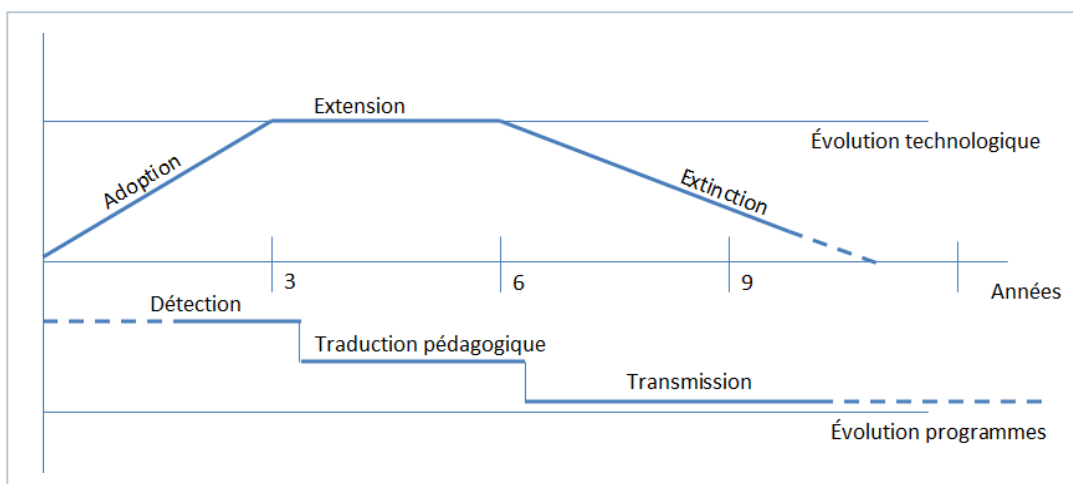 Extension
Évolution technologique
Adoption
Extinction
3
6
9
Années
Détection
Traduction pédagogique
Transmission
Évolution programmes